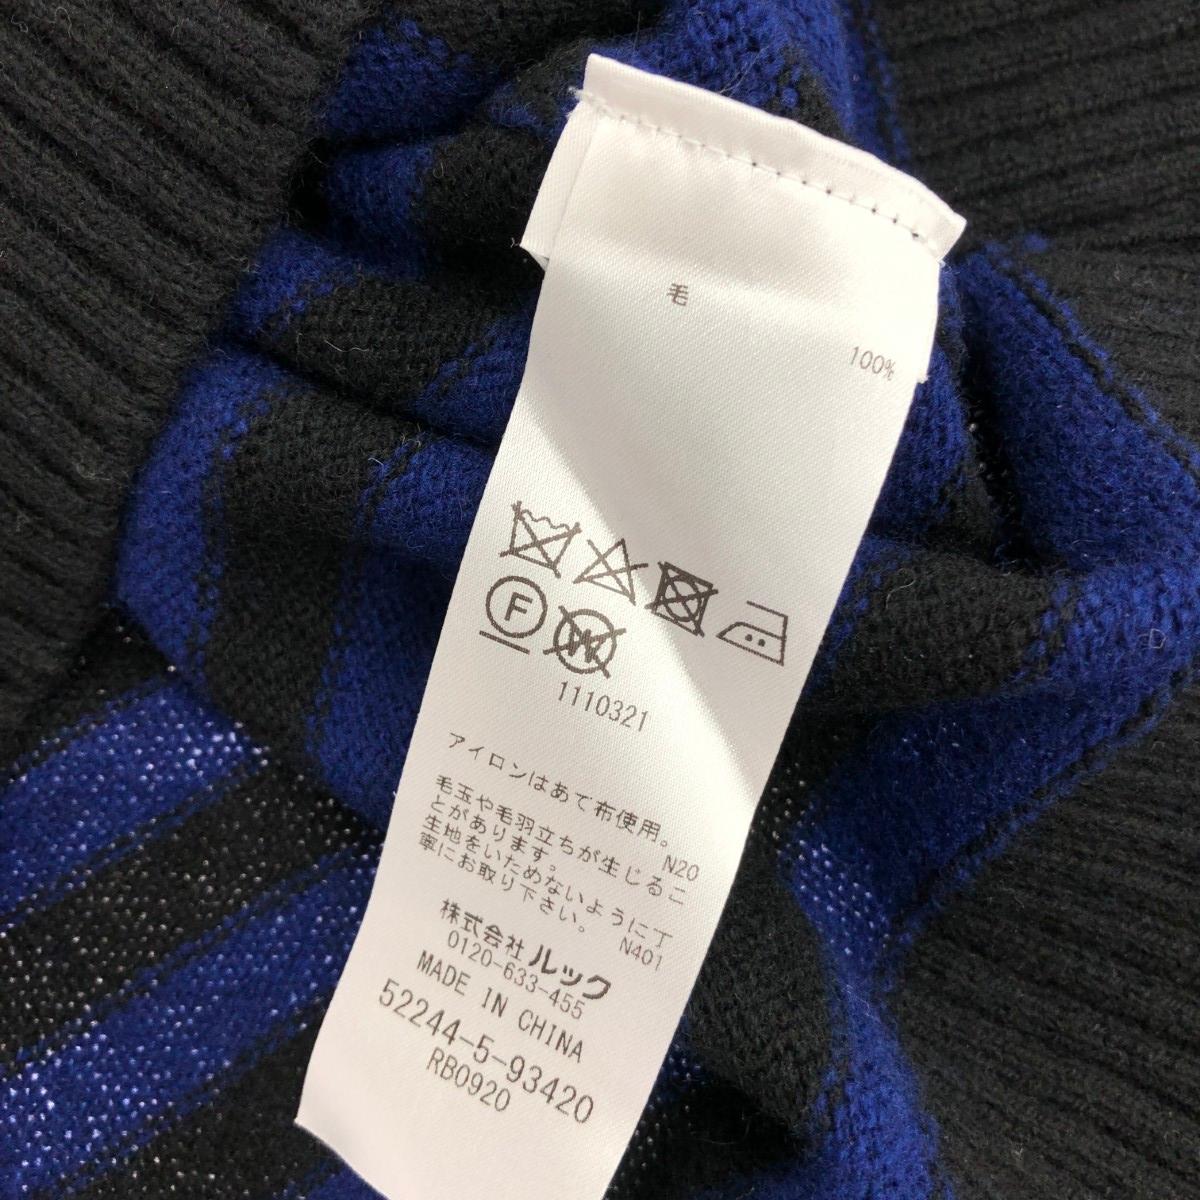 毛
100%
F
W
1110321
アイロンはあて布使用。
N20
毛玉や毛羽立ちが生じるこ
とがあります。
生地をいためないように丁
寧にお取り下さい。
N401
株式会社 ルック
0120-633-455
MADE IN CHINA
52244-5-93420
RB0920